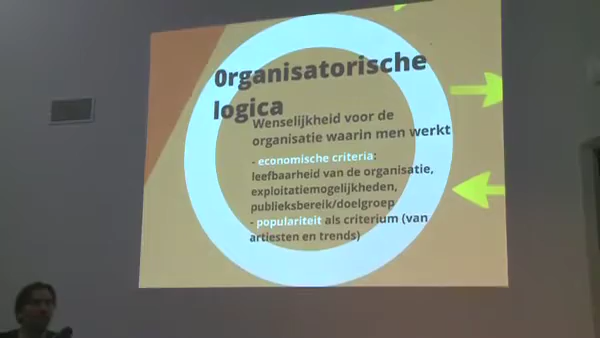 Organisatorische
logica
Wenselijkheid voor de
organisatie waarin men werkt
- economische criteria:
leefbaarheid van de organisatie,
exploitatiemogelijkheden,
publieksbereik/doelgroep
- populariteit als criterium (van
artiesten en trends)